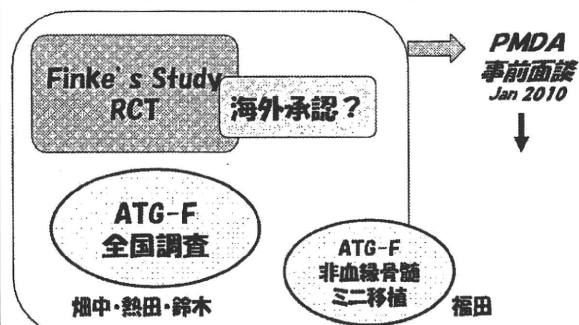 Finke's Study
RCT
海外承認？
PMDA
事前面談
Jan 2010
ATG-F
全国調査
畑中・熱田・鈴木
ATG-F
非血縁骨髄
ミニ移植
福田